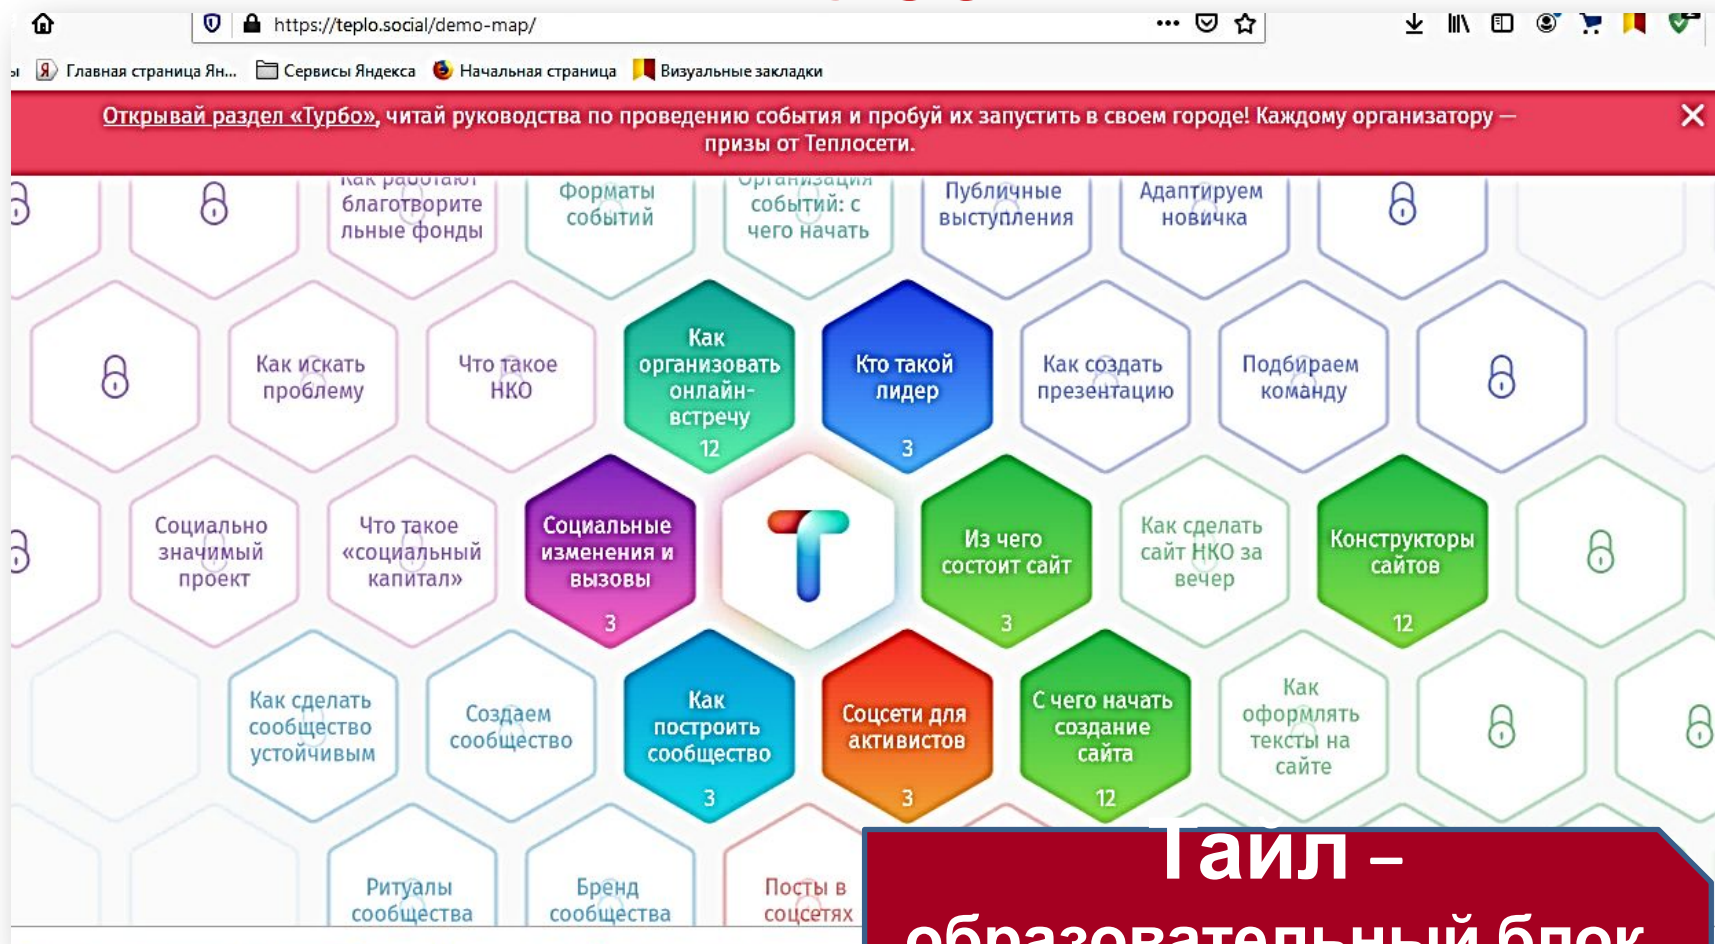 https://teplo.social/demo-map/
Главная страница Ян...
Сервисы Яндекса
Начальная страница
Визуальные закладки
Открывай раздел «Турбо», читай руководства по проведению события и пробуй их запустить в своем городе! Каждому организатору —
призы от Теплосети.
Как работают
благотворите
льные фонды
Форматы
событий
Организация
событий: с
чего начать
Публичные
выступления
Адаптируем
новичка
Как искать
проблему
Что такое
НКО
Как
организовать
онлайн-
встречу
12
Кто такой
лидер
3
Как создать
презентацию
Подбираем
команду
Социально
значимый
проект
Что такое
«социальный
капитал»
Социальные
изменения и
вызовы
3
Из чего
состоит сайт
3
Как сделать
сайт НКО за
вечер
Конструкторы
сайтов
12
Как сделать
сообщество
устойчивым
Создаем
сообщество
Как
построить
сообщество
3
Соцсети для
активистов
3
С чего начать
создание
сайта
12
Как
оформлять
тексты на
сайте
Ритуалы
сообщества
Бренд
сообщества
Посты в
соцсетях
Тайл –
образовательный блок